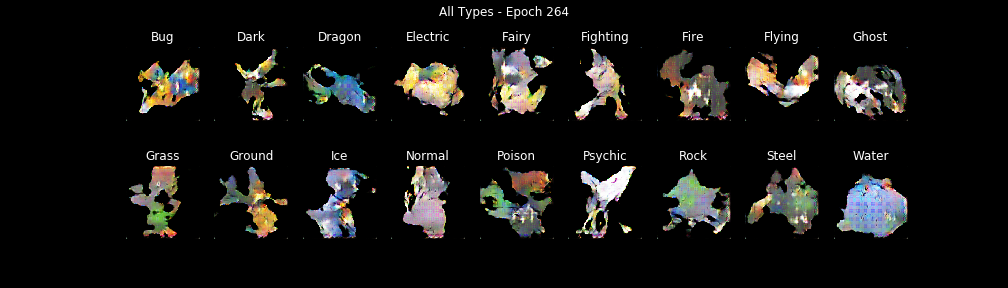 All Types - Epoch 264
Bug Dark Dragon Electric Fairy Fighting Fire Flying Ghost
Grass Ground Ice Normal Poison Psychic Rock Steel Water